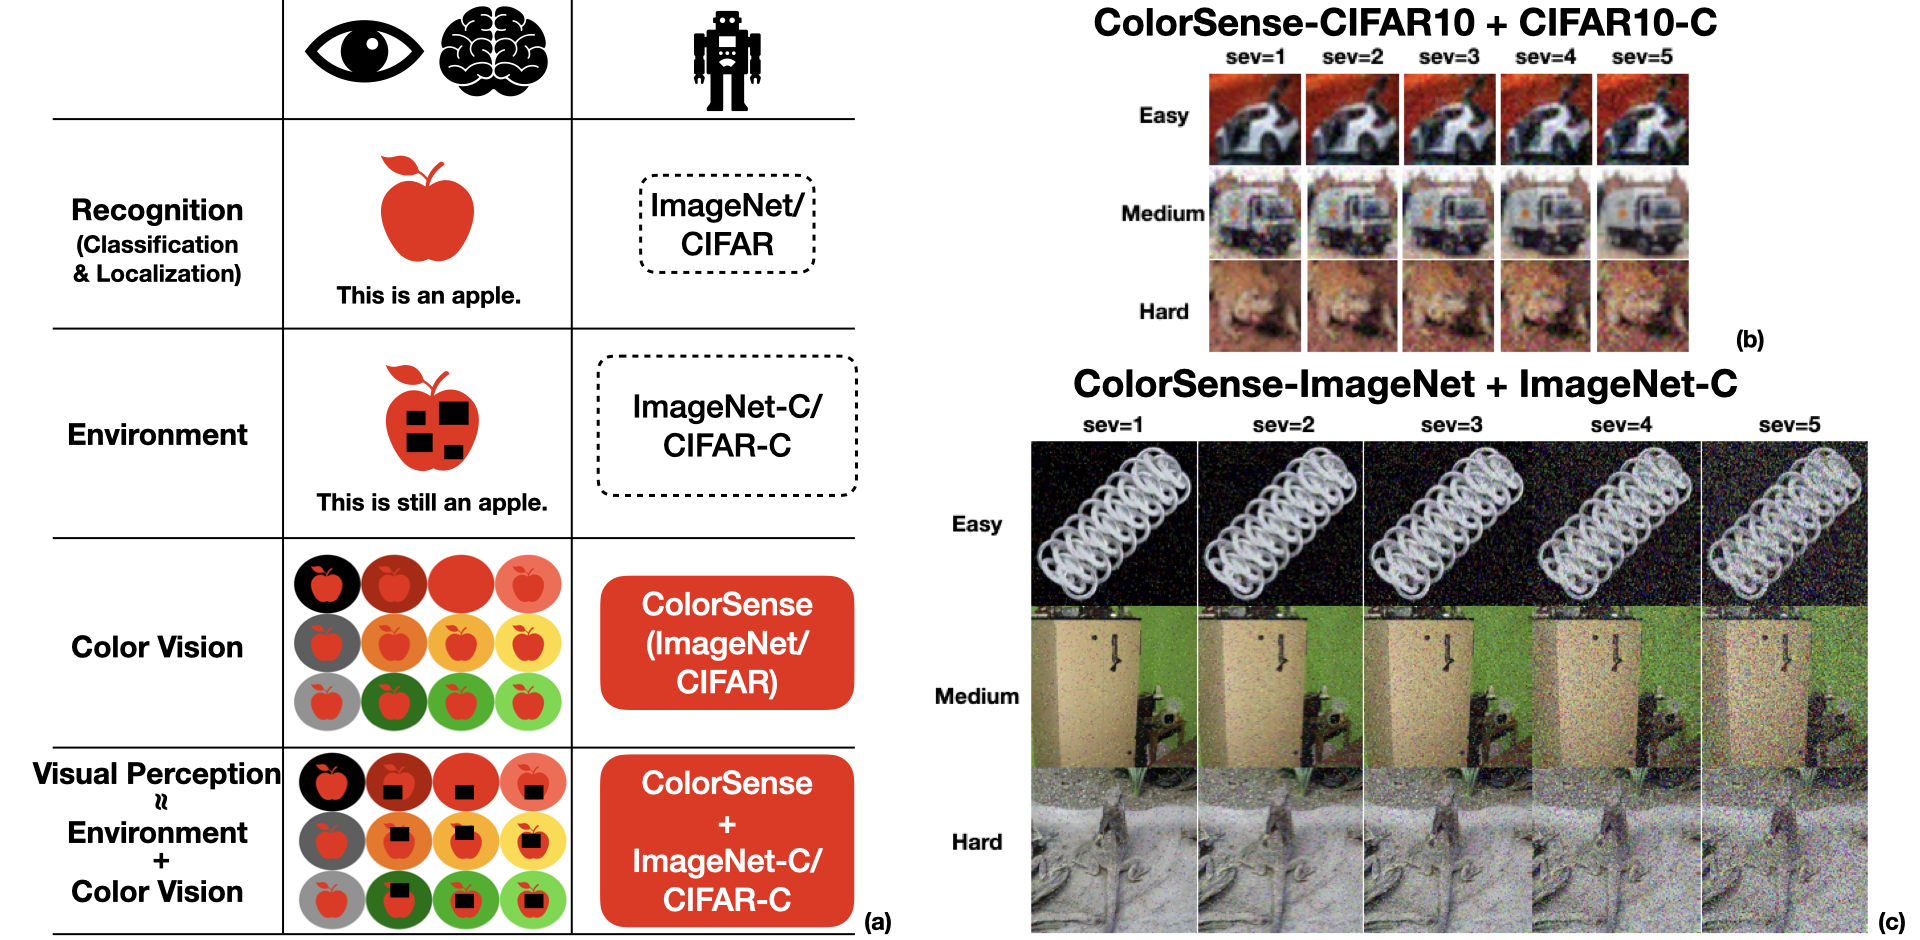 Recognition
(Classification
& Localization)
This is an apple.
ImageNet/
CIFAR
Environment
This is still an apple.
ImageNet-C/
CIFAR-C
Color Vision
ColorSense
(ImageNet/
CIFAR)
Visual Perception
≈
Environment
+
Color Vision
ColorSense
+
ImageNet-C/
CIFAR-C
(a)
ColorSense-CIFAR10 + CIFAR10-C
sev=1 sev=2 sev=3 sev=4 sev=5
Easy
Medium
Hard
(b)
ColorSense-ImageNet + ImageNet-C
sev=1 sev=2 sev=3 sev=4 sev=5
Easy
Medium
Hard
(c)